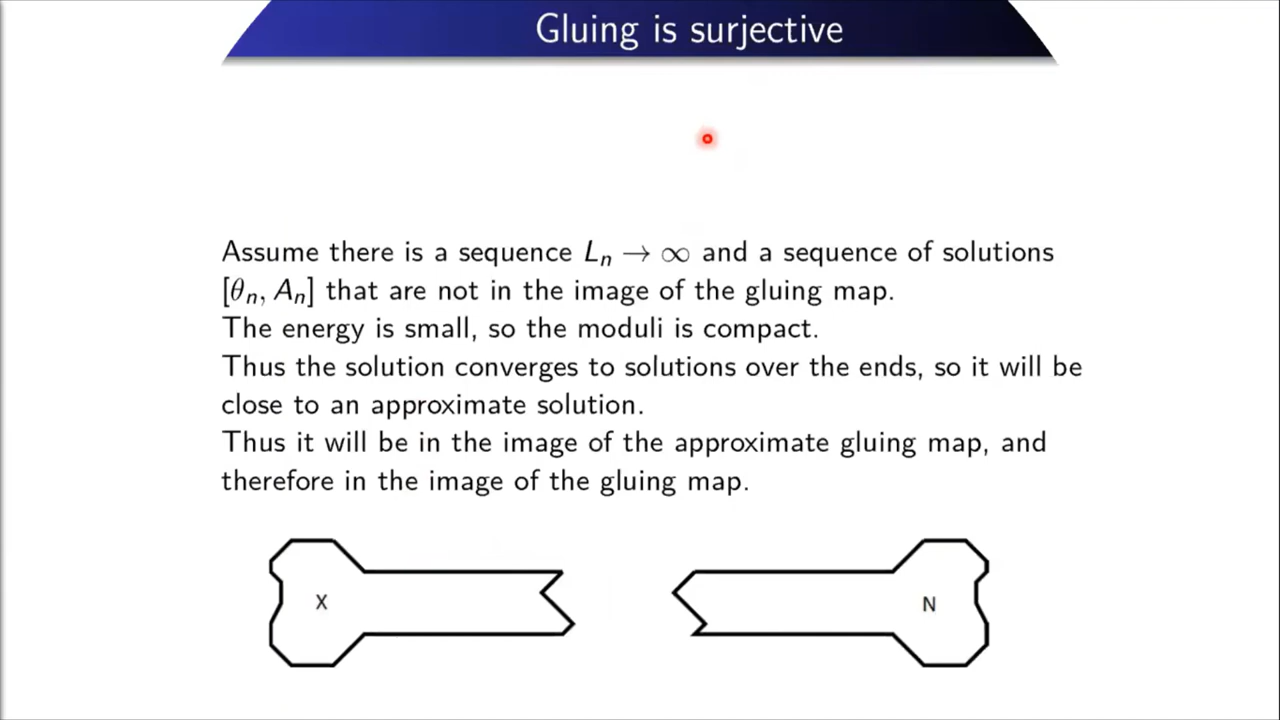 Gluing is surjective
Assume there is a sequence Lₙ → ∞ and a sequence of solutions
[θₙ, Aₙ] that are not in the image of the gluing map.
The energy is small, so the moduli is compact.
Thus the solution converges to solutions over the ends, so it will be
close to an approximate solution.
Thus it will be in the image of the approximate gluing map, and
therefore in the image of the gluing map.
X
N